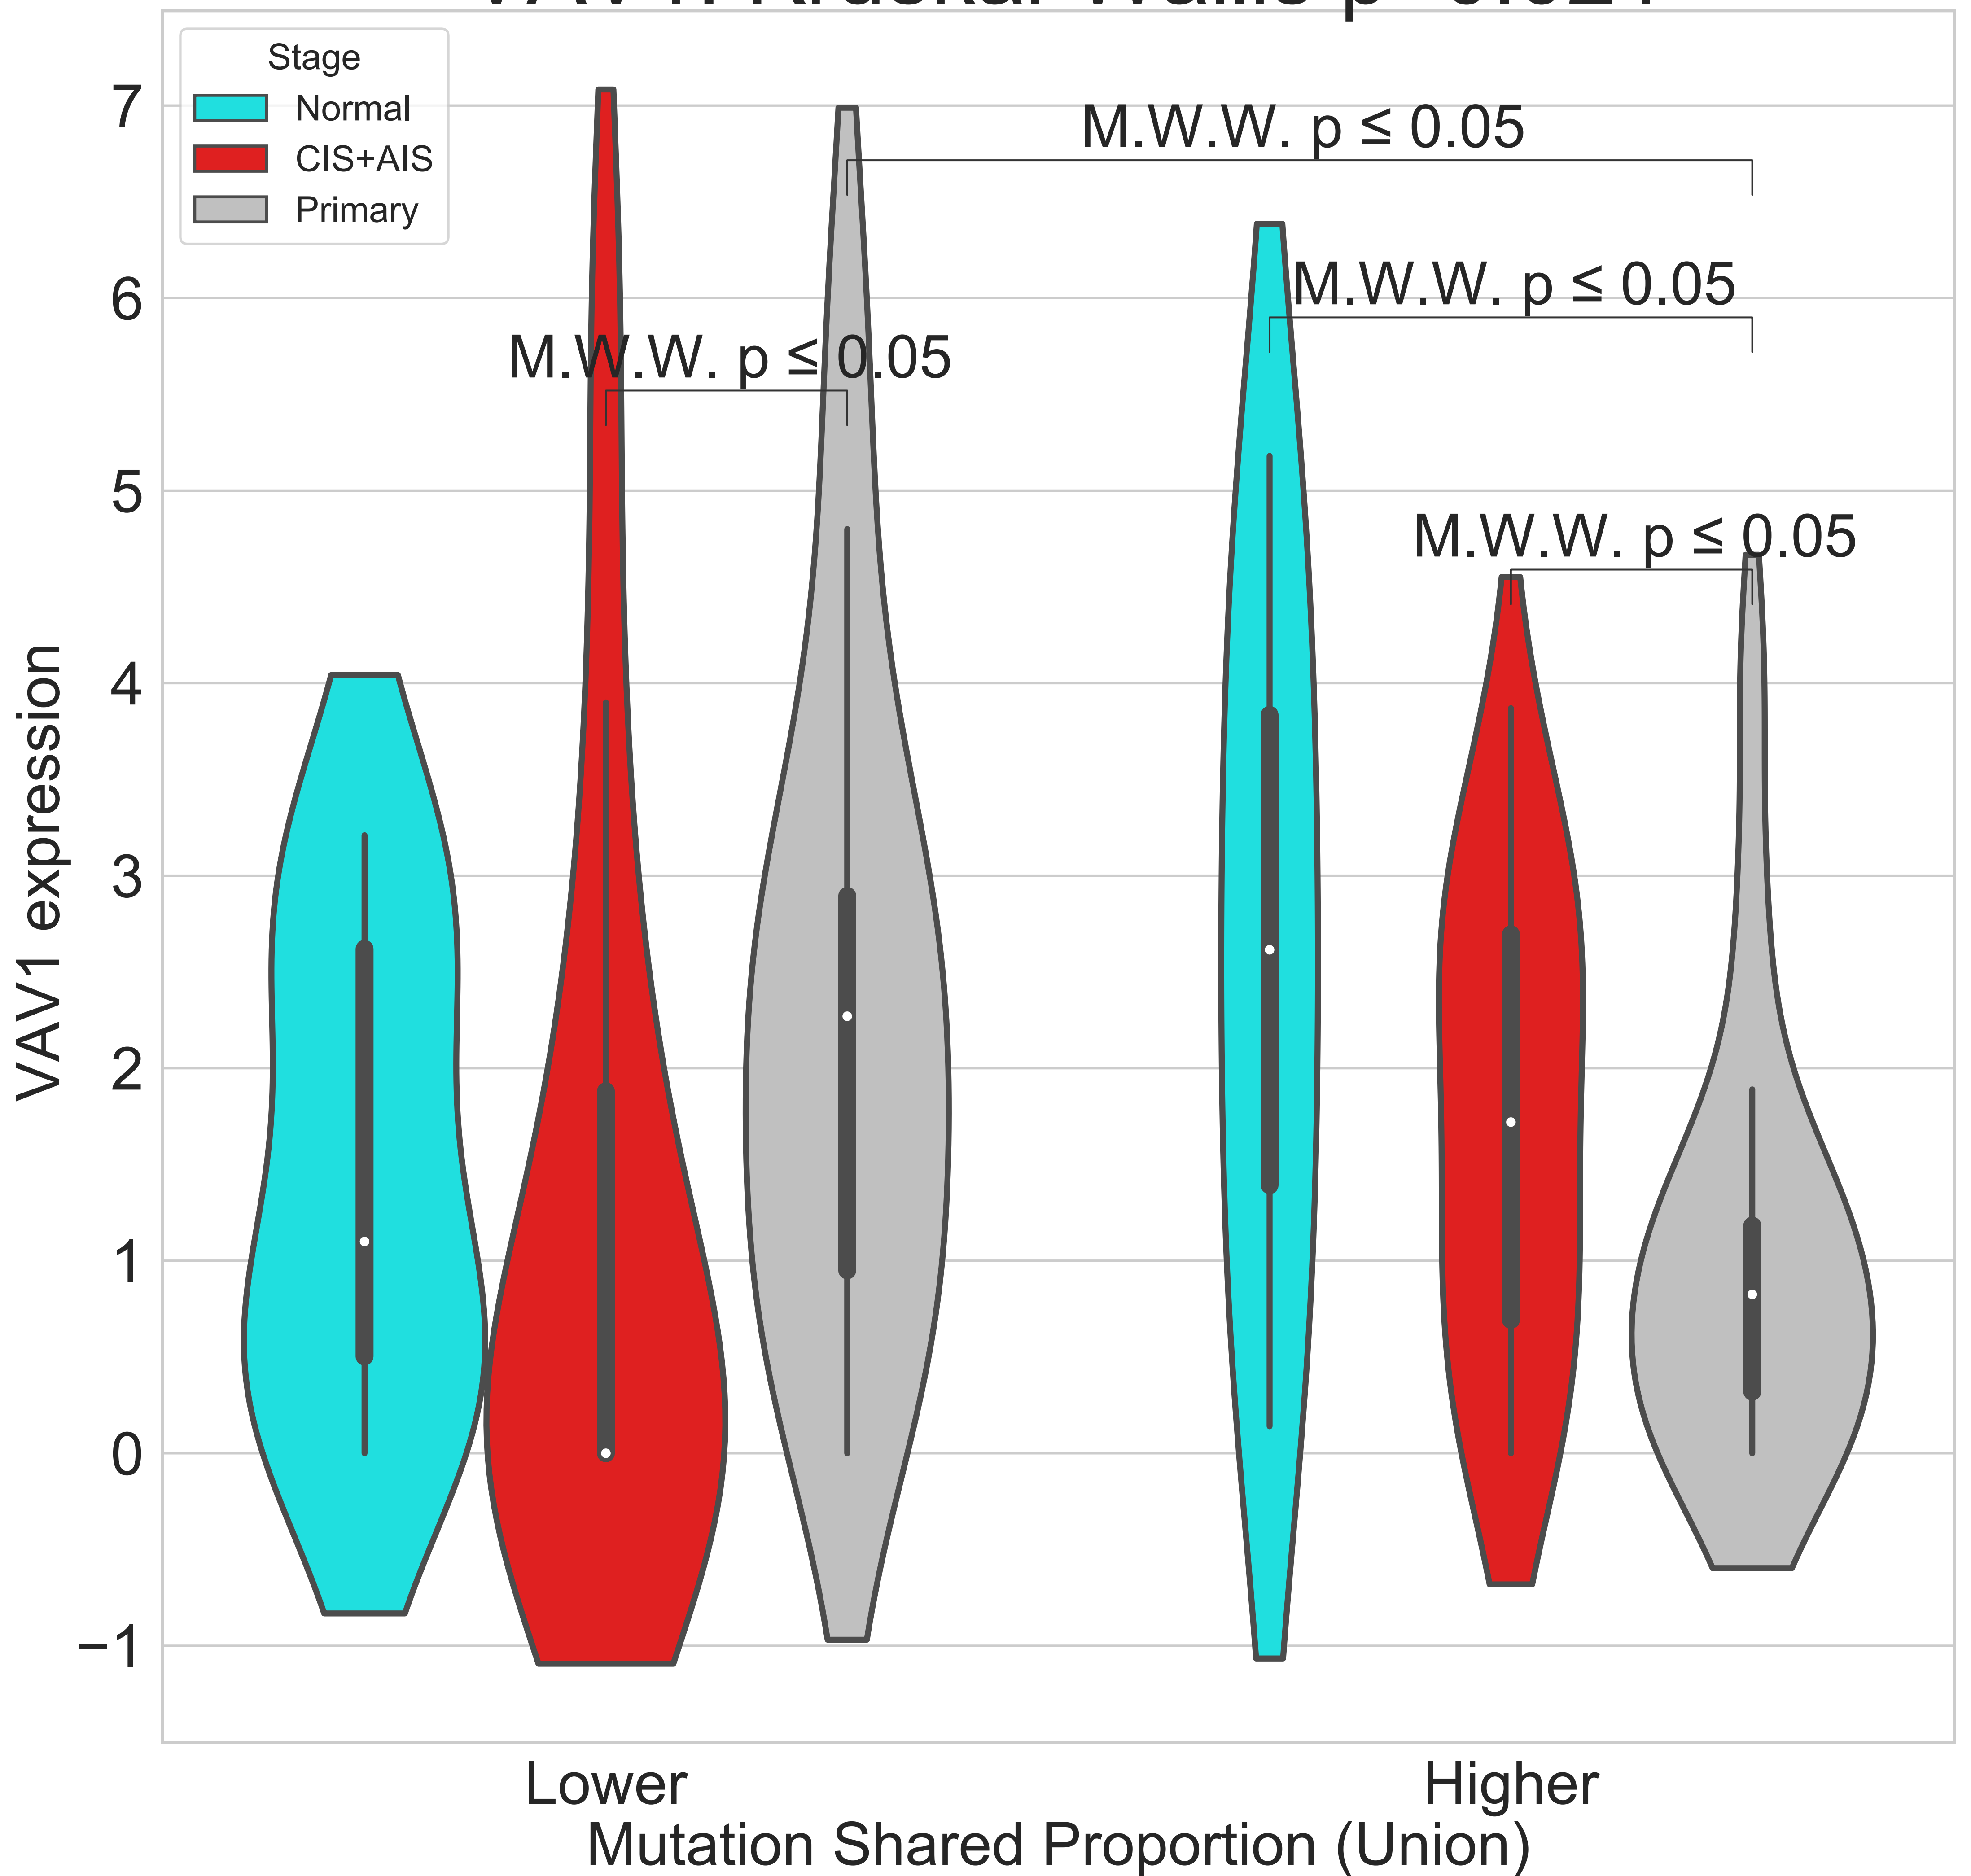 Stage
Normal
CIS+AIS
Primary
M.W.W. p ≤ 0.05
M.W.W. p ≤ 0.05
M.W.W. p ≤ 0.05
M.W.W. p ≤ 0.05
7
6
5
4
3
2
1
0
−1
VAV1 expression
Lower
Higher
Mutation Shared Proportion (Union)